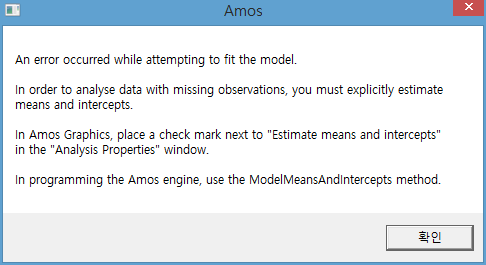 Amos
An error occurred while attempting to fit the model.
In order to analyse data with missing observations, you must explicitly estimate
means and intercepts.
In Amos Graphics, place a check mark next to "Estimate means and intercepts"
in the "Analysis Properties" window.
In programming the Amos engine, use the ModelMeansAndIntercepts method.
확인